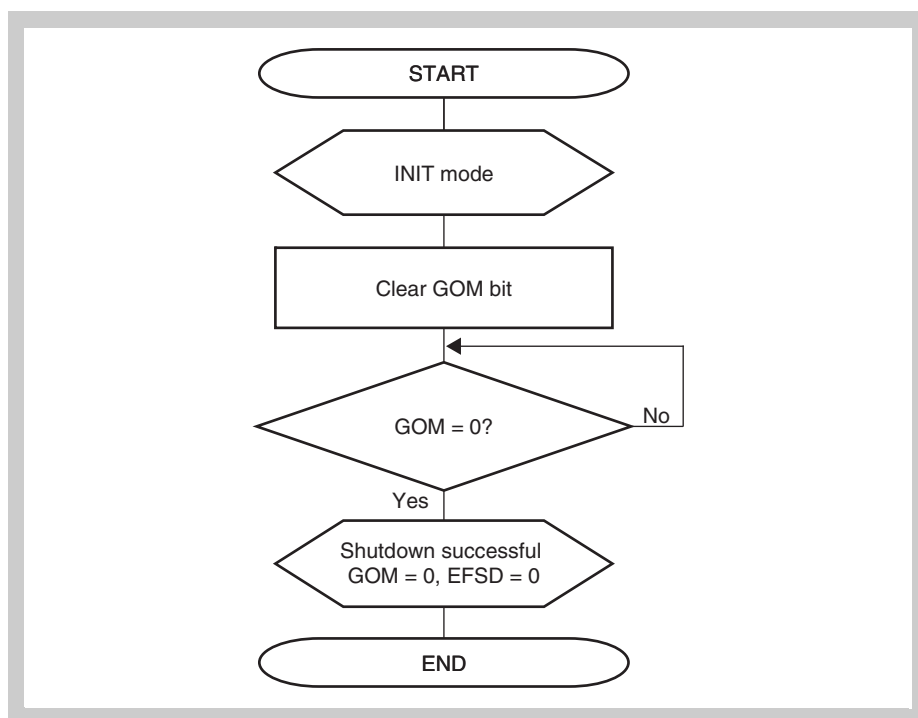 START
INIT mode
Clear GOM bit
GOM = 0?
No
Yes
Shutdown successful
GOM = 0, EFSD = 0
END